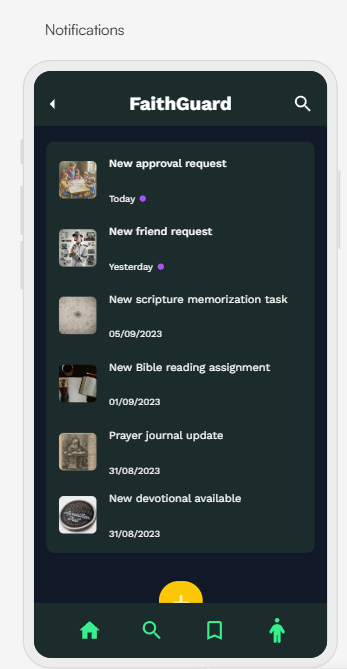 Notifications
FaithGuard
New approval request
Today
New friend request
Yesterday
New scripture memorization task
05/09/2023
New Bible reading assignment
01/09/2023
Prayer journal update
31/08/2023
New devotional available
31/08/2023